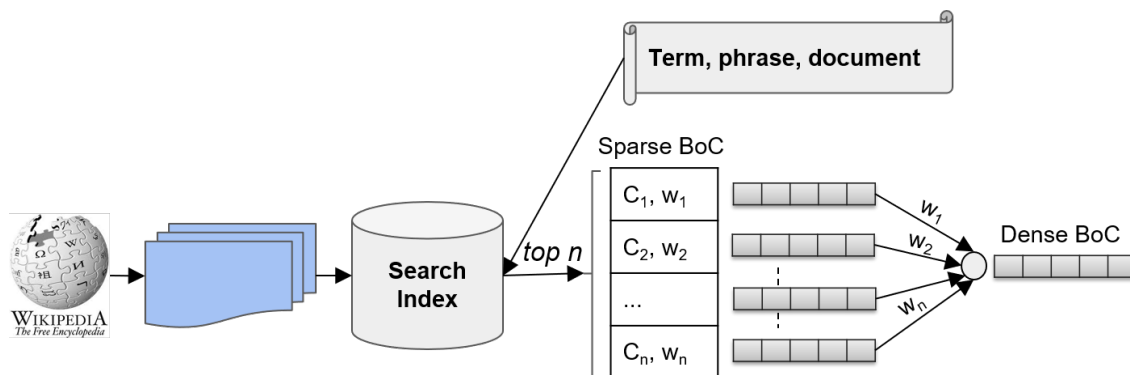 Term, phrase, document
Sparse BoC
C₁, w₁
C₂, w₂
...
Cₙ, wₙ
w₁
w₂
wₙ
Dense BoC
top n
Search
Index
WIKIPEDIA
The Free Encyclopedia